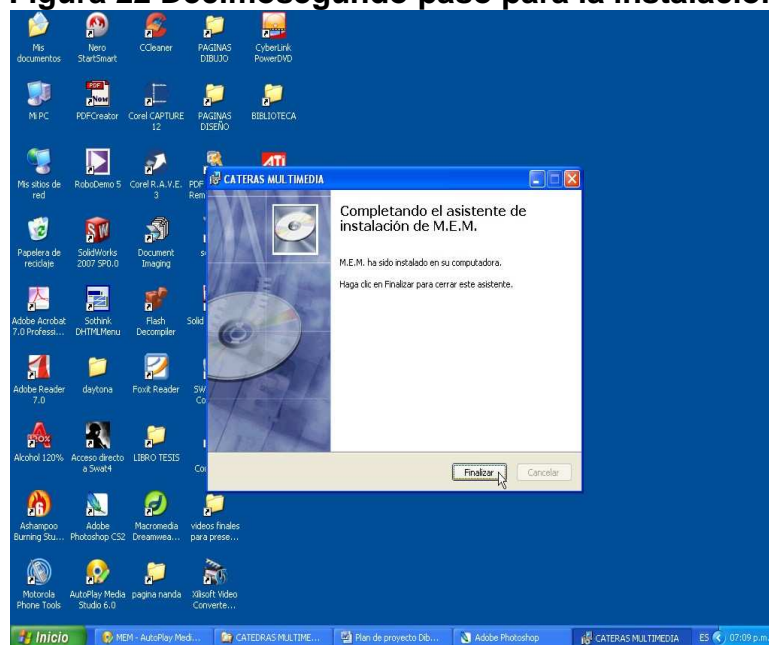 Figura 22 Decimosegundo paso para la instalación
Mis documentos
Nero StartSmart
CCleaner
PAGINAS DIBUJO
CyberLink PowerDVD
Mi PC
PDFCreator
Corel CAPTURE 12
PAGINAS DISEÑO
BIBLIOTECA
Mis sitios de red
RoboDemo 5
Corel R.A.V.E. 3
PDF
Rem
ATI
CATERAS MULTIMEDIA
Completando el asistente de
instalación de M.E.M.
M.E.M. ha sido instalado en su computadora.
Haga clic en Finalizar para cerrar este asistente.
Finalizar
Cancelar
Papelera de reciclaje
SolidWorks 2007 SP0.0
Document Imaging
Adobe Acrobat 7.0 Professi...
Sothink DHTMLMenu
Flash Decompiler
Solid
Adobe Reader 7.0
daytona
Foxit Reader
SW
Co
Alcohol 120%
Acceso directo a Swat4
LIBRO TESIS
Ashampoo Burning Stu...
Adobe Photoshop CS2
Macromedia Dreamwea...
videos finales para prese...
Motorola Phone Tools
AutoPlay Media Studio 6.0
pagina nanda
Xilisoft Video Converte...
Inicio
MEM - AutoPlay Medi...
CATEDRAS MULTIME...
Plan de proyecto Dib...
Adobe Photoshop
CATERAS MULTIMEDIA
ES
07:09 p.m.